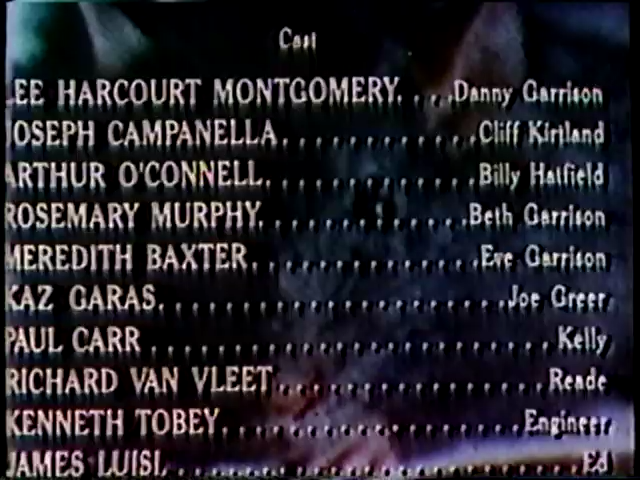 Cast
EE HARCOURT MONTGOMERY. . . .Danny Garrison
JOSEPH CAMPANELLA. . . . . . . . . . . .Cliff Kirtland
ARTHUR O'CONNELL. . . . . . . . . . . . .Billy Hatfield
ROSEMARY MURPHY. . . . . . . . . . . . .Beth Garrison
MEREDITH BAXTER. . . . . . . . . . . . . .Eve Garrison
KAZ GARAS. . . . . . . . . . . . . . . . . . . . .Joe Greer
PAUL CARR . . . . . . . . . . . . . . . . . . . . . . . Kelly
RICHARD VAN VLEET. . . . . . . . . . . . . . . . Reade
KENNETH TOBEY. . . . . . . . . . . . . . . . . Engineer
JAMES LUISI. . . . . . . . . . . . . . . . . . . . . . . . Ed